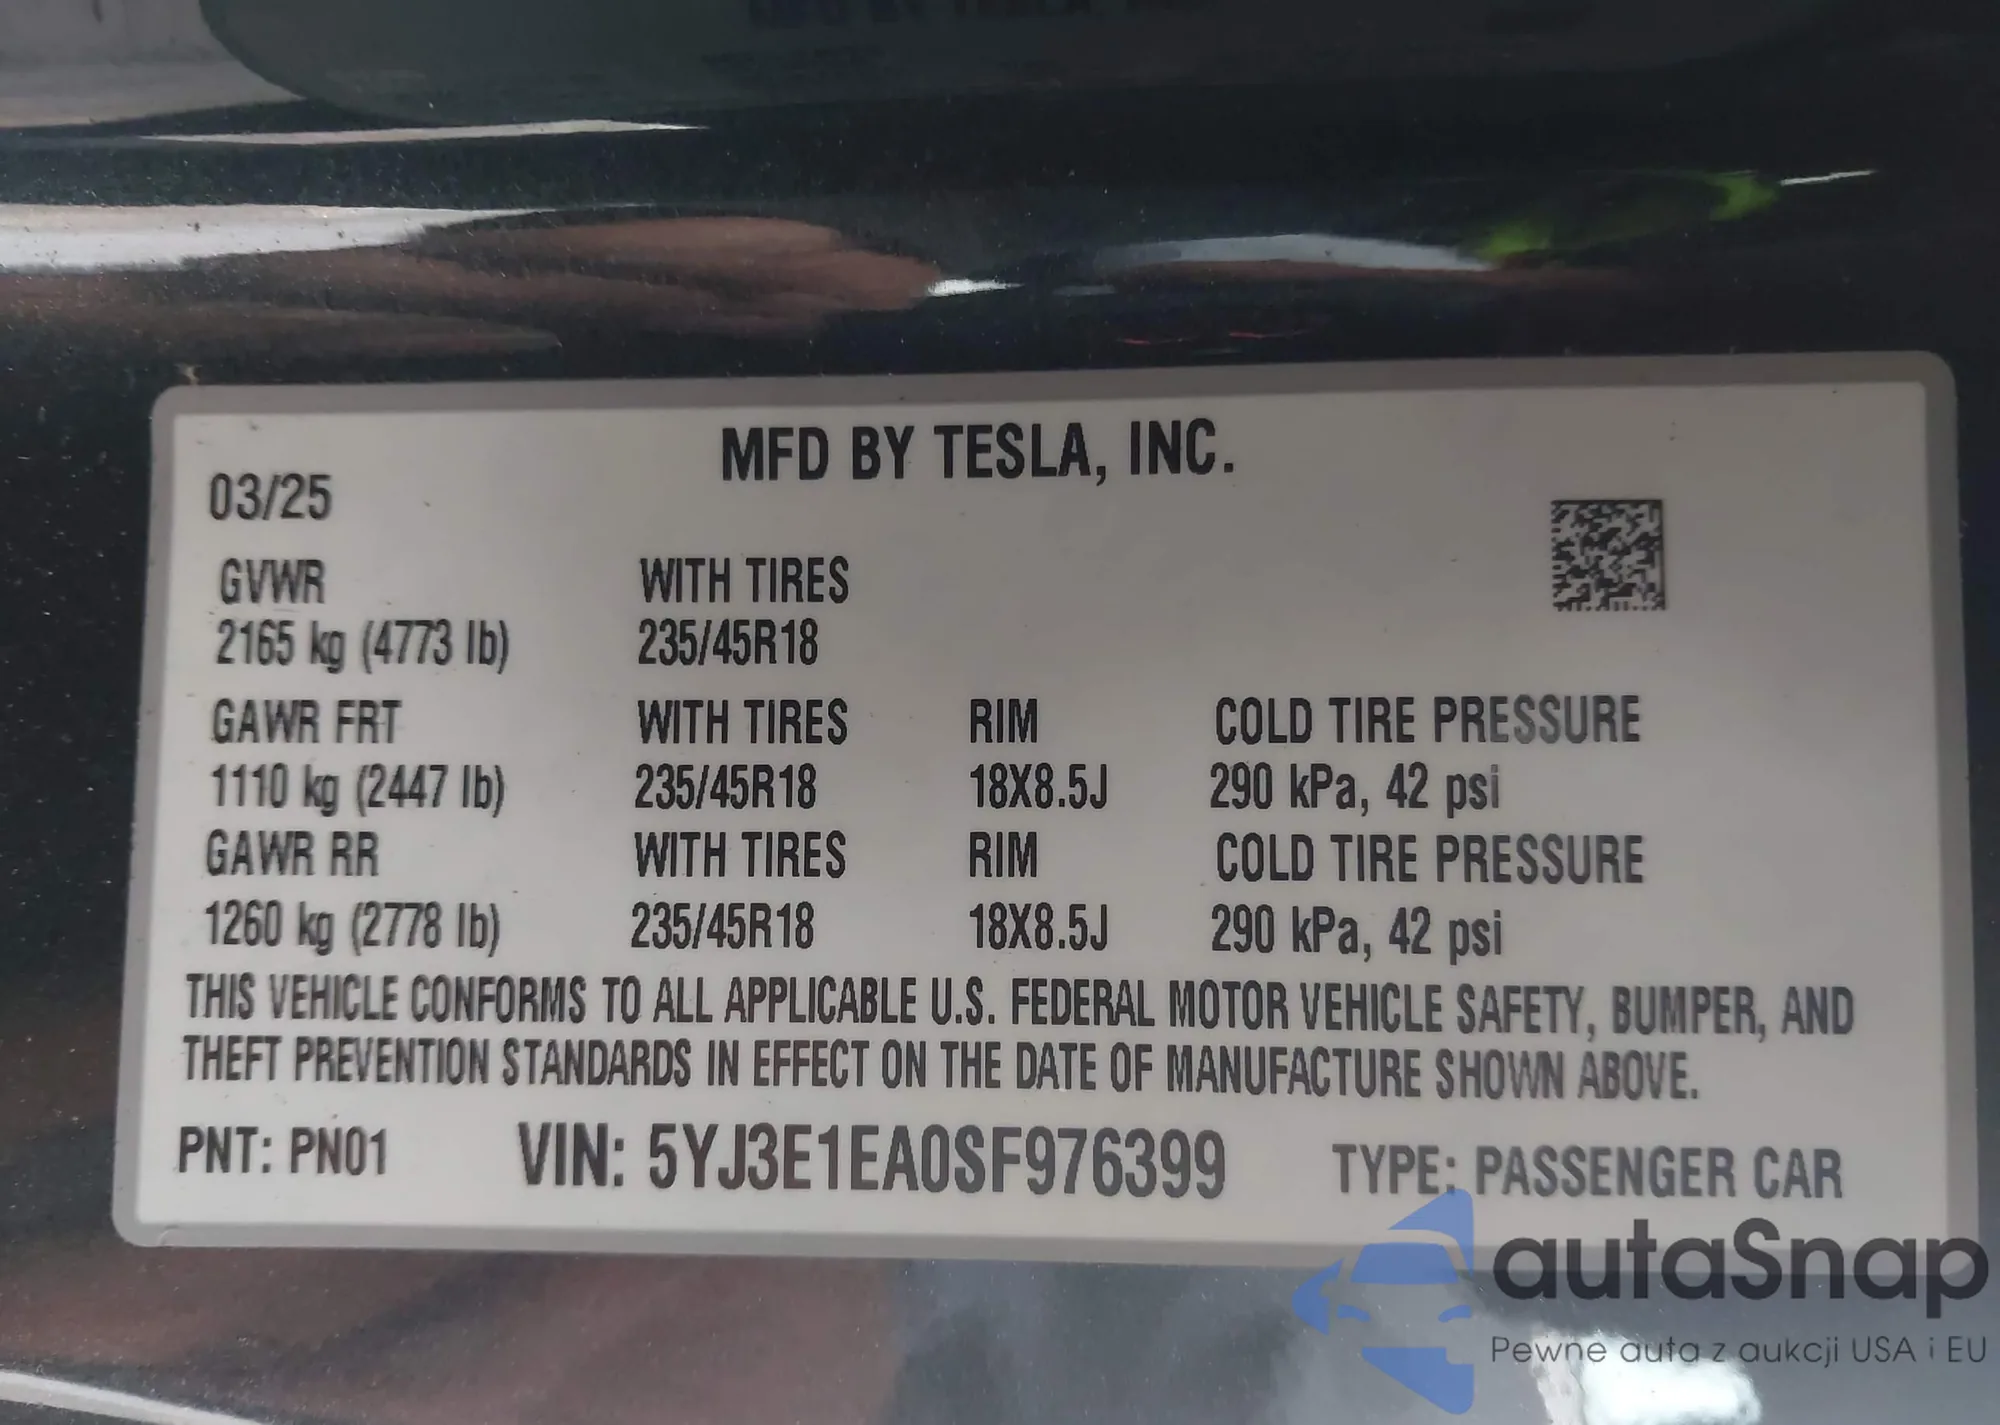 MFD BY TESLA, INC.
03/25
GVWR WITH TIRES
2165 kg (4773 lb) 235/45R18
GAWR FRT WITH TIRES RIM COLD TIRE PRESSURE
1110 kg (2447 lb) 235/45R18 18X8.5J 290 kPa, 42 psi
GAWR RR WITH TIRES RIM COLD TIRE PRESSURE
1260 kg (2778 lb) 235/45R18 18X8.5J 290 kPa, 42 psi
THIS VEHICLE CONFORMS TO ALL APPLICABLE U.S. FEDERAL MOTOR VEHICLE SAFETY, BUMPER, AND
THEFT PREVENTION STANDARDS IN EFFECT ON THE DATE OF MANUFACTURE SHOWN ABOVE.
PNT: PN01 VIN: 5YJ3E1EA0SF976399 TYPE: PASSENGER CAR
autaSnap
Pewne auta z aukcji USA i EU